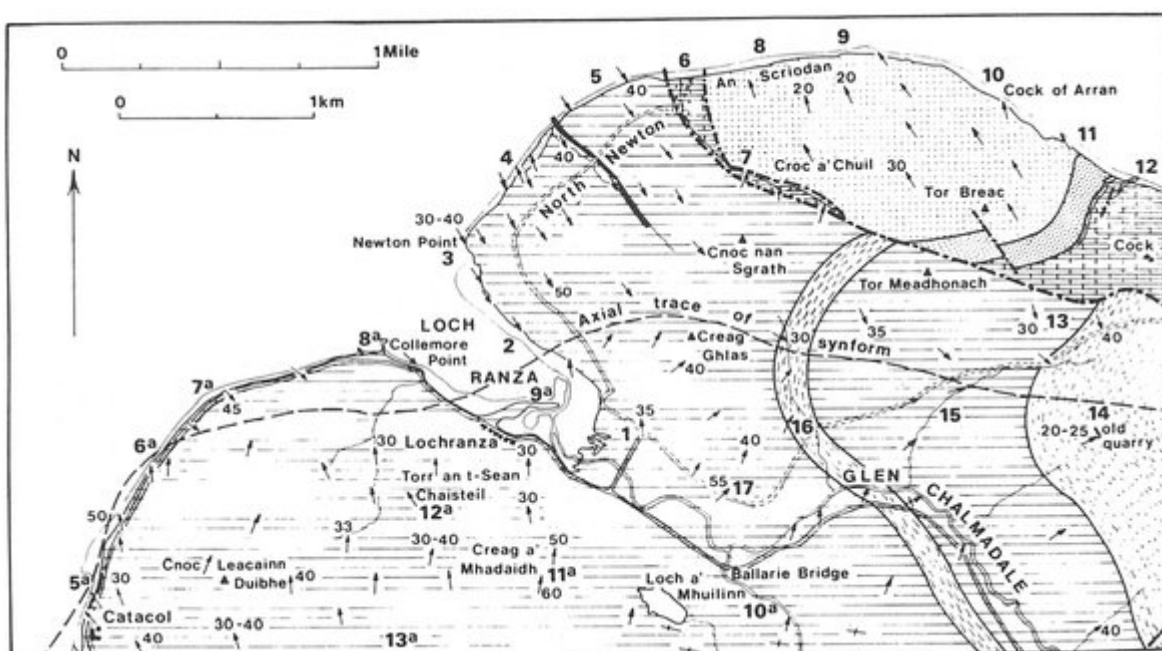 0 1Mile
0 1km
N
5
6
8
9
An Scriodan
40
20 20
10
Cock of Arran
11
12
4
40
North Newton
7
Croc a'Chuil
30
Tor Breac
30-40
Newton Point
3
Cnoc nan
Sgrath
Cock
Tor Meadhonach
50
Axial trace of synform
30
35
30
13
40
LOCH
RANZA
8a
Collemore
Point
2
Creag
Ghlas
40
7a
45
9a
15
14
20-25 old
quarry
6a
30
Lochranza
30
35
1
40
16
Torr an t-Sean
Chaisteil
12a
55
17
GLEN
CHALMADALE
50
33
30
30-40
Creag a'
Mhadaidh
50
11a
60
5a
30
Cnoc Leacainn
Duibhe
40
Loch a'
Mhuilinn
Ballarie Bridge
10a
Catacol
40
30-40
13a
40